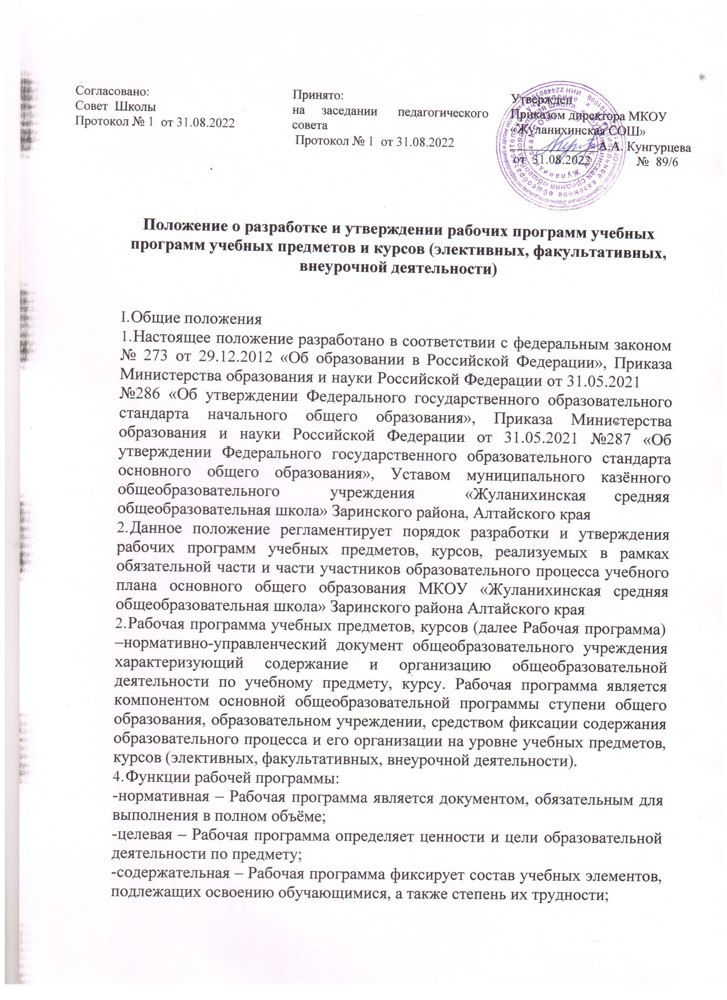 Согласовано:
Совет Школы
Протокол № 1 от 31.08.2022
Принято:
на заседании педагогического
совета
Протокол № 1 от 31.08.2022
Утвержден
Приказом директора МКОУ
«Жуланихинская СОШ»
______________А.А. Кунгурцева
от 31.08.2022 № 89/6
Положение о разработке и утверждении рабочих программ учебных
программ учебных предметов и курсов (элективных, факультативных,
внеурочной деятельности)
I.Общие положения
1.Настоящее положение разработано в соответствии с федеральным законом
№ 273 от 29.12.2012 «Об образовании в Российской Федерации», Приказа
Министерства образования и науки Российской Федерации от 31.05.2021
№286 «Об утверждении Федерального государственного образовательного
стандарта начального общего образования», Приказа Министерства
образования и науки Российской Федерации от 31.05.2021 №287 «Об
утверждении Федерального государственного образовательного стандарта
основного общего образования», Уставом муниципального казённого
общеобразовательного учреждения «Жуланихинская средняя
общеобразовательная школа» Заринского района, Алтайского края
2.Данное положение регламентирует порядок разработки и утверждения
рабочих программ учебных предметов, курсов, реализуемых в рамках
обязательной части и части участников образовательного процесса учебного
плана основного общего образования МКОУ «Жуланихинская средняя
общеобразовательная школа» Заринского района Алтайского края
2.Рабочая программа учебных предметов, курсов (далее Рабочая программа)
–нормативно-управленческий документ общеобразовательного учреждения
характеризующий содержание и организацию общеобразовательной
деятельности по учебному предмету, курсу. Рабочая программа является
компонентом основной общеобразовательной программы ступени общего
образования, образовательном учреждении, средством фиксации содержания
образовательного процесса и его организации на уровне учебных предметов,
курсов (элективных, факультативных, внеурочной деятельности).
4.Функции рабочей программы:
-нормативная – Рабочая программа является документом, обязательным для
выполнения в полном объёме;
-целевая – Рабочая программа определяет ценности и цели образовательной
деятельности по предмету;
-содержательная – Рабочая программа фиксирует состав учебных элементов,
подлежащих освоению обучающимися, а также степень их трудности;